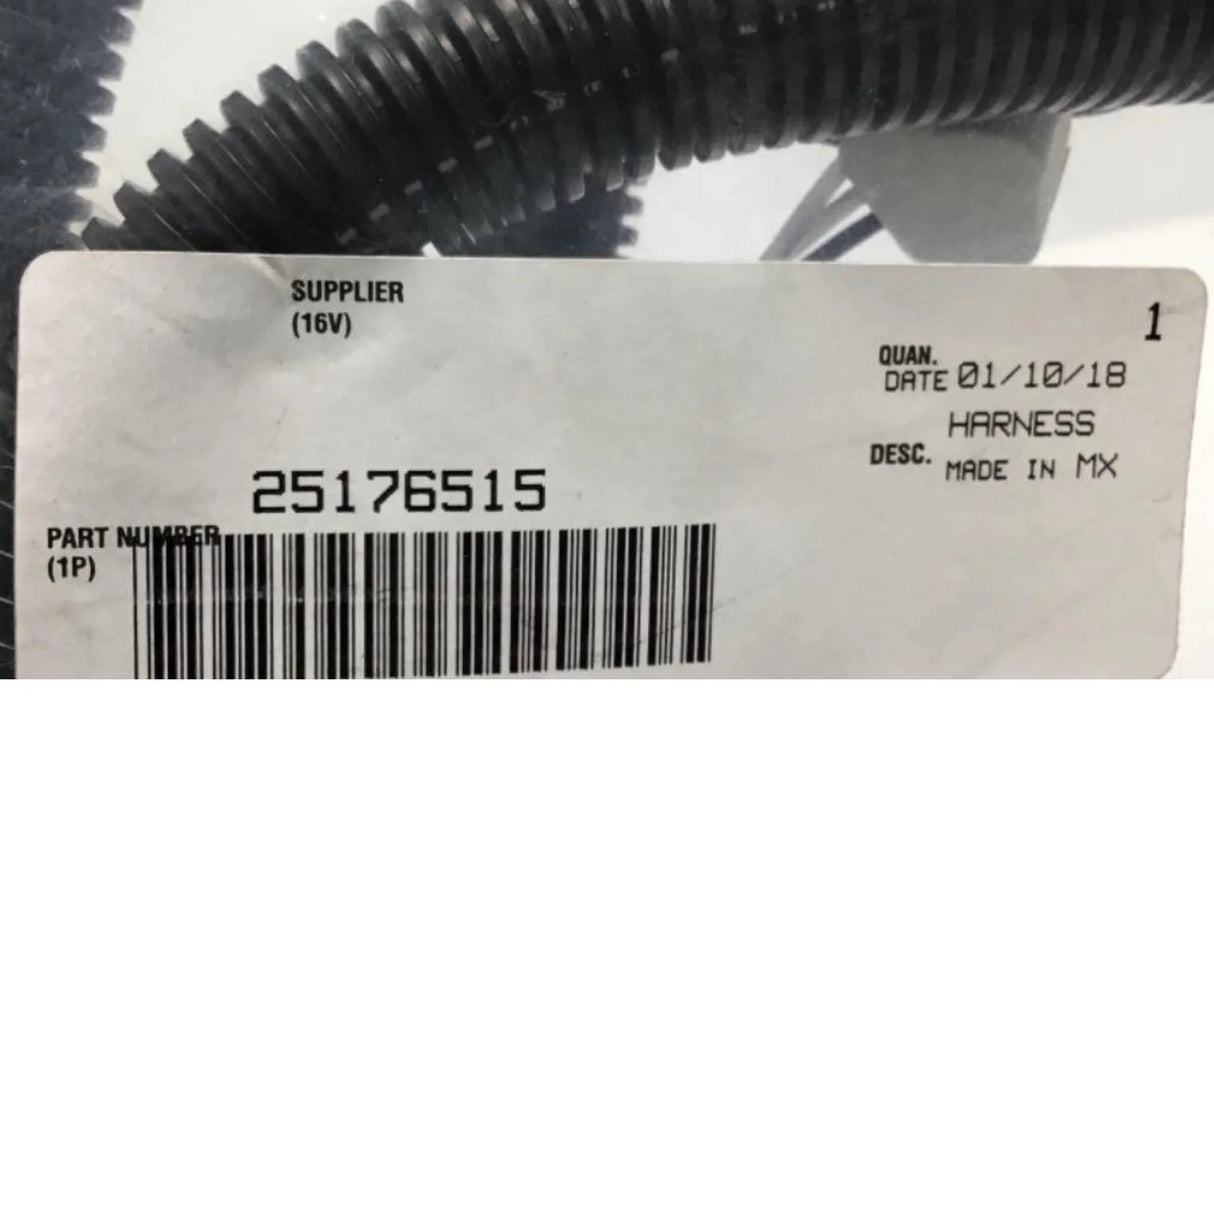 SUPPLIER
(16V)
1
QUAN.
DATE 01/10/18
HARNESS
DESC. MADE IN MX
25176515
PART NUMBER
(1P)